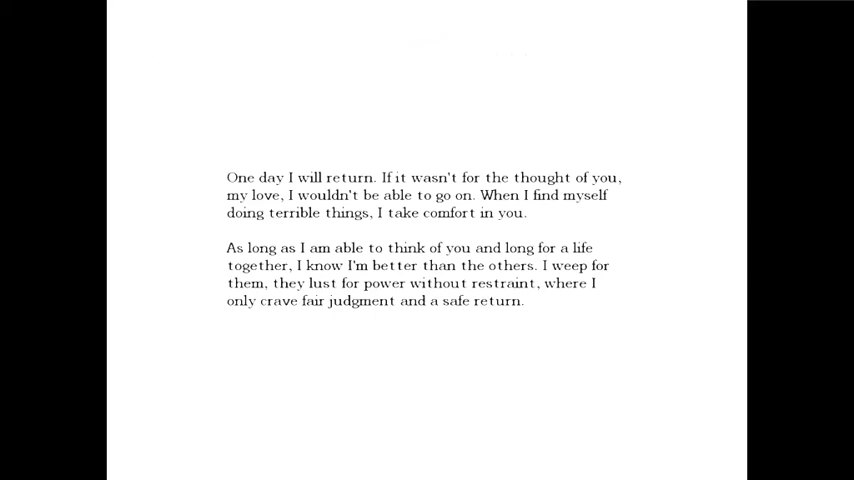 One day I will return. If it wasn't for the thought of you,
my love, I wouldn't be able to go on. When I find myself
doing terrible things, I take comfort in you.
As long as I am able to think of you and long for a life
together, I know I'm better than the others. I weep for
them, they lust for power without restraint, where I
only crave fair judgment and a safe return.